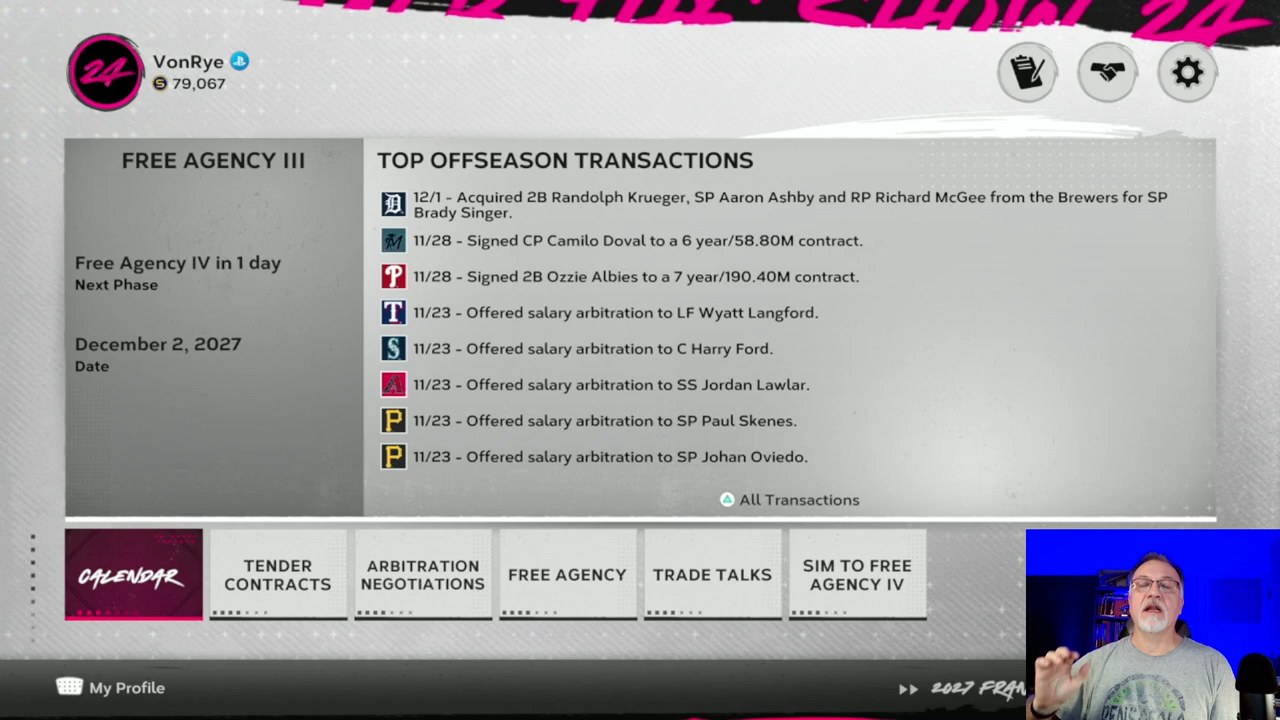 24
VonRye
S 79,067
FREE AGENCY III
Free Agency IV in 1 day
Next Phase
December 2, 2027
Date
TOP OFFSEASON TRANSACTIONS
12/1 - Acquired 2B Randolph Krueger, SP Aaron Ashby and RP Richard McGee from the Brewers for SP
Brady Singer.
11/28 - Signed CP Camilo Doval to a 6 year/58.80M contract.
11/28 - Signed 2B Ozzie Albies to a 7 year/190.40M contract.
11/23 - Offered salary arbitration to LF Wyatt Langford.
11/23 - Offered salary arbitration to C Harry Ford.
11/23 - Offered salary arbitration to SS Jordan Lawlar.
11/23 - Offered salary arbitration to SP Paul Skenes.
11/23 - Offered salary arbitration to SP Johan Oviedo.
All Transactions
CALENDAR
TENDER
CONTRACTS
ARBITRATION
NEGOTIATIONS
FREE AGENCY
TRADE TALKS
SIM TO FREE
AGENCY IV
My Profile
2027 FRAN